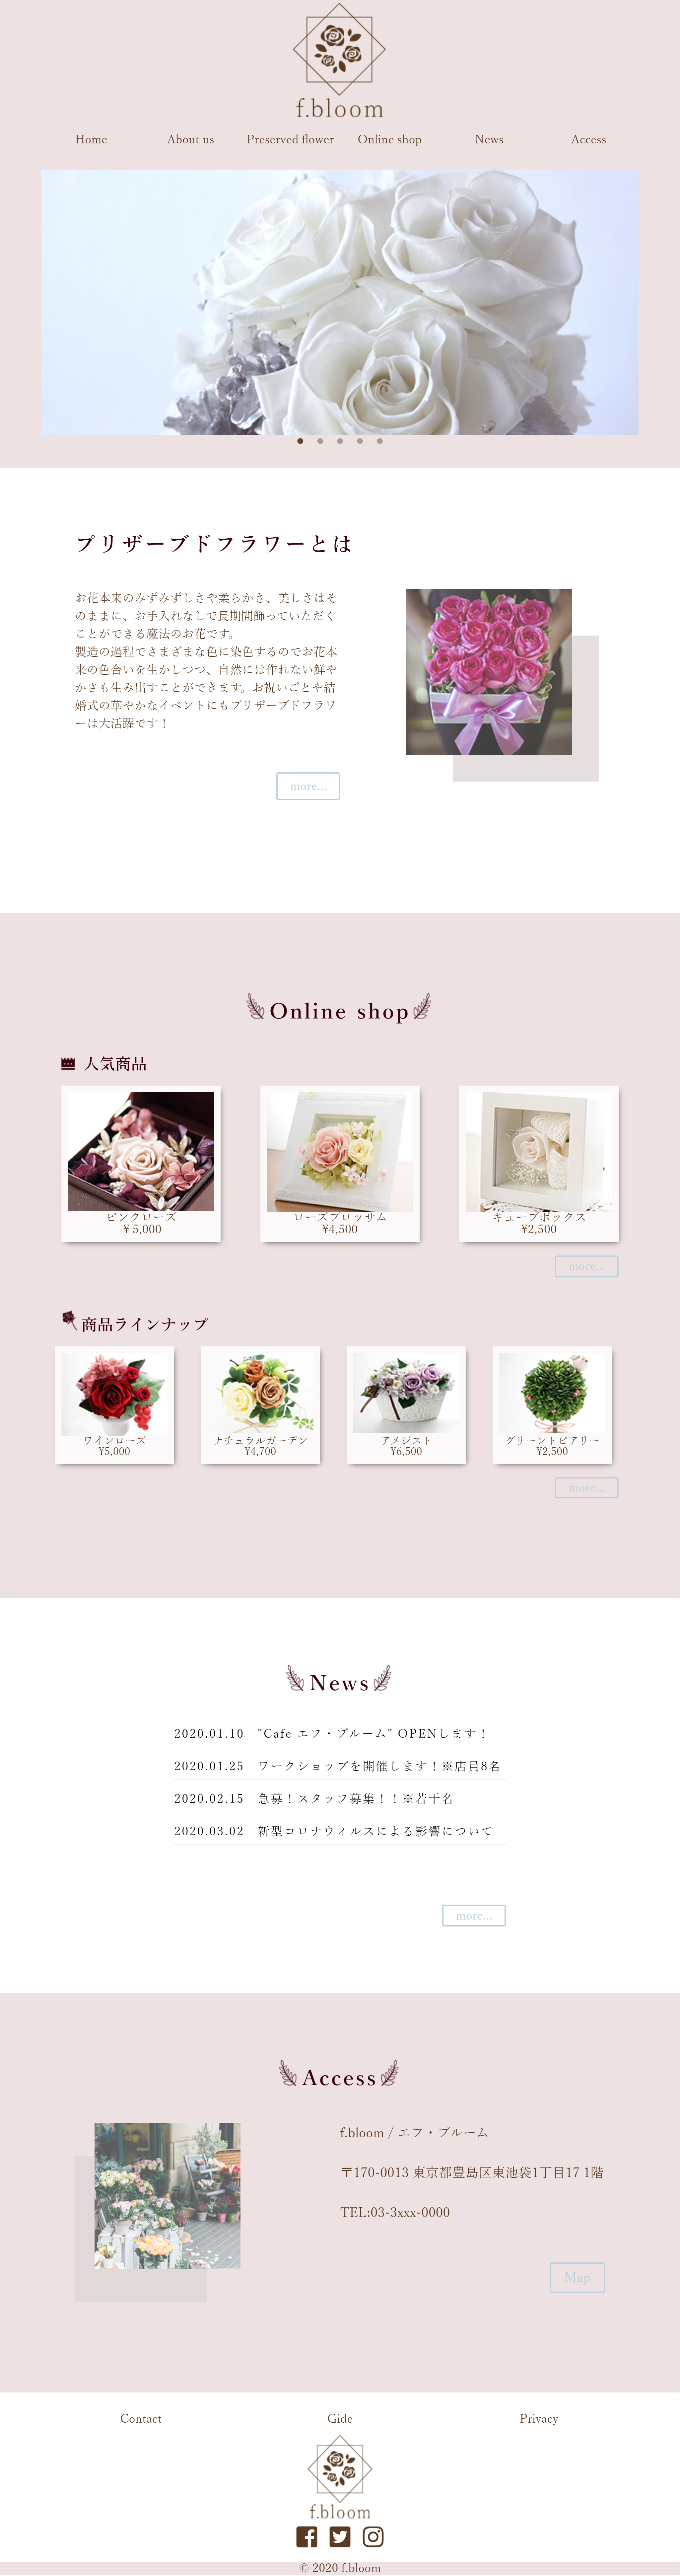 f.bloom
Home About us Preserved flower Online shop News Access
プリザーブドフラワーとは
お花本来のみずみずしさや柔らかさ、美しさはそ
のままに、お手入れなしで長期間飾っていただく
ことができる魔法のお花です。
製造の過程でさまざまな色に染色するのでお花本
来の色合いを生かしつつ、自然には作れない鮮や
かさも生み出すことができます。お祝いごとや結
婚式の華やかなイベントにもプリザーブドフラワ
ーは大活躍です！
more...
Online shop
人気商品
ピンクローズ
￥5,000
ローズブロッサム
¥4,500
キューブボックス
¥2,500
more...
商品ラインナップ
ワインローズ
¥5,000
ナチュラルガーデン
¥4,700
アメジスト
¥6,500
グリーントピアリー
¥2,500
more...
News
2020.01.10 "Cafe エフ・ブルーム" OPENします！
2020.01.25 ワークショップを開催します！※店員8名
2020.02.15 急募！スタッフ募集！！※若干名
2020.03.02 新型コロナウィルスによる影響について
more...
Access
f.bloom / エフ・ブルーム
〒170-0013 東京都豊島区東池袋1丁目17 1階
TEL:03-3xxx-0000
Map
Contact Gide Privacy
f.bloom
© 2020 f.bloom